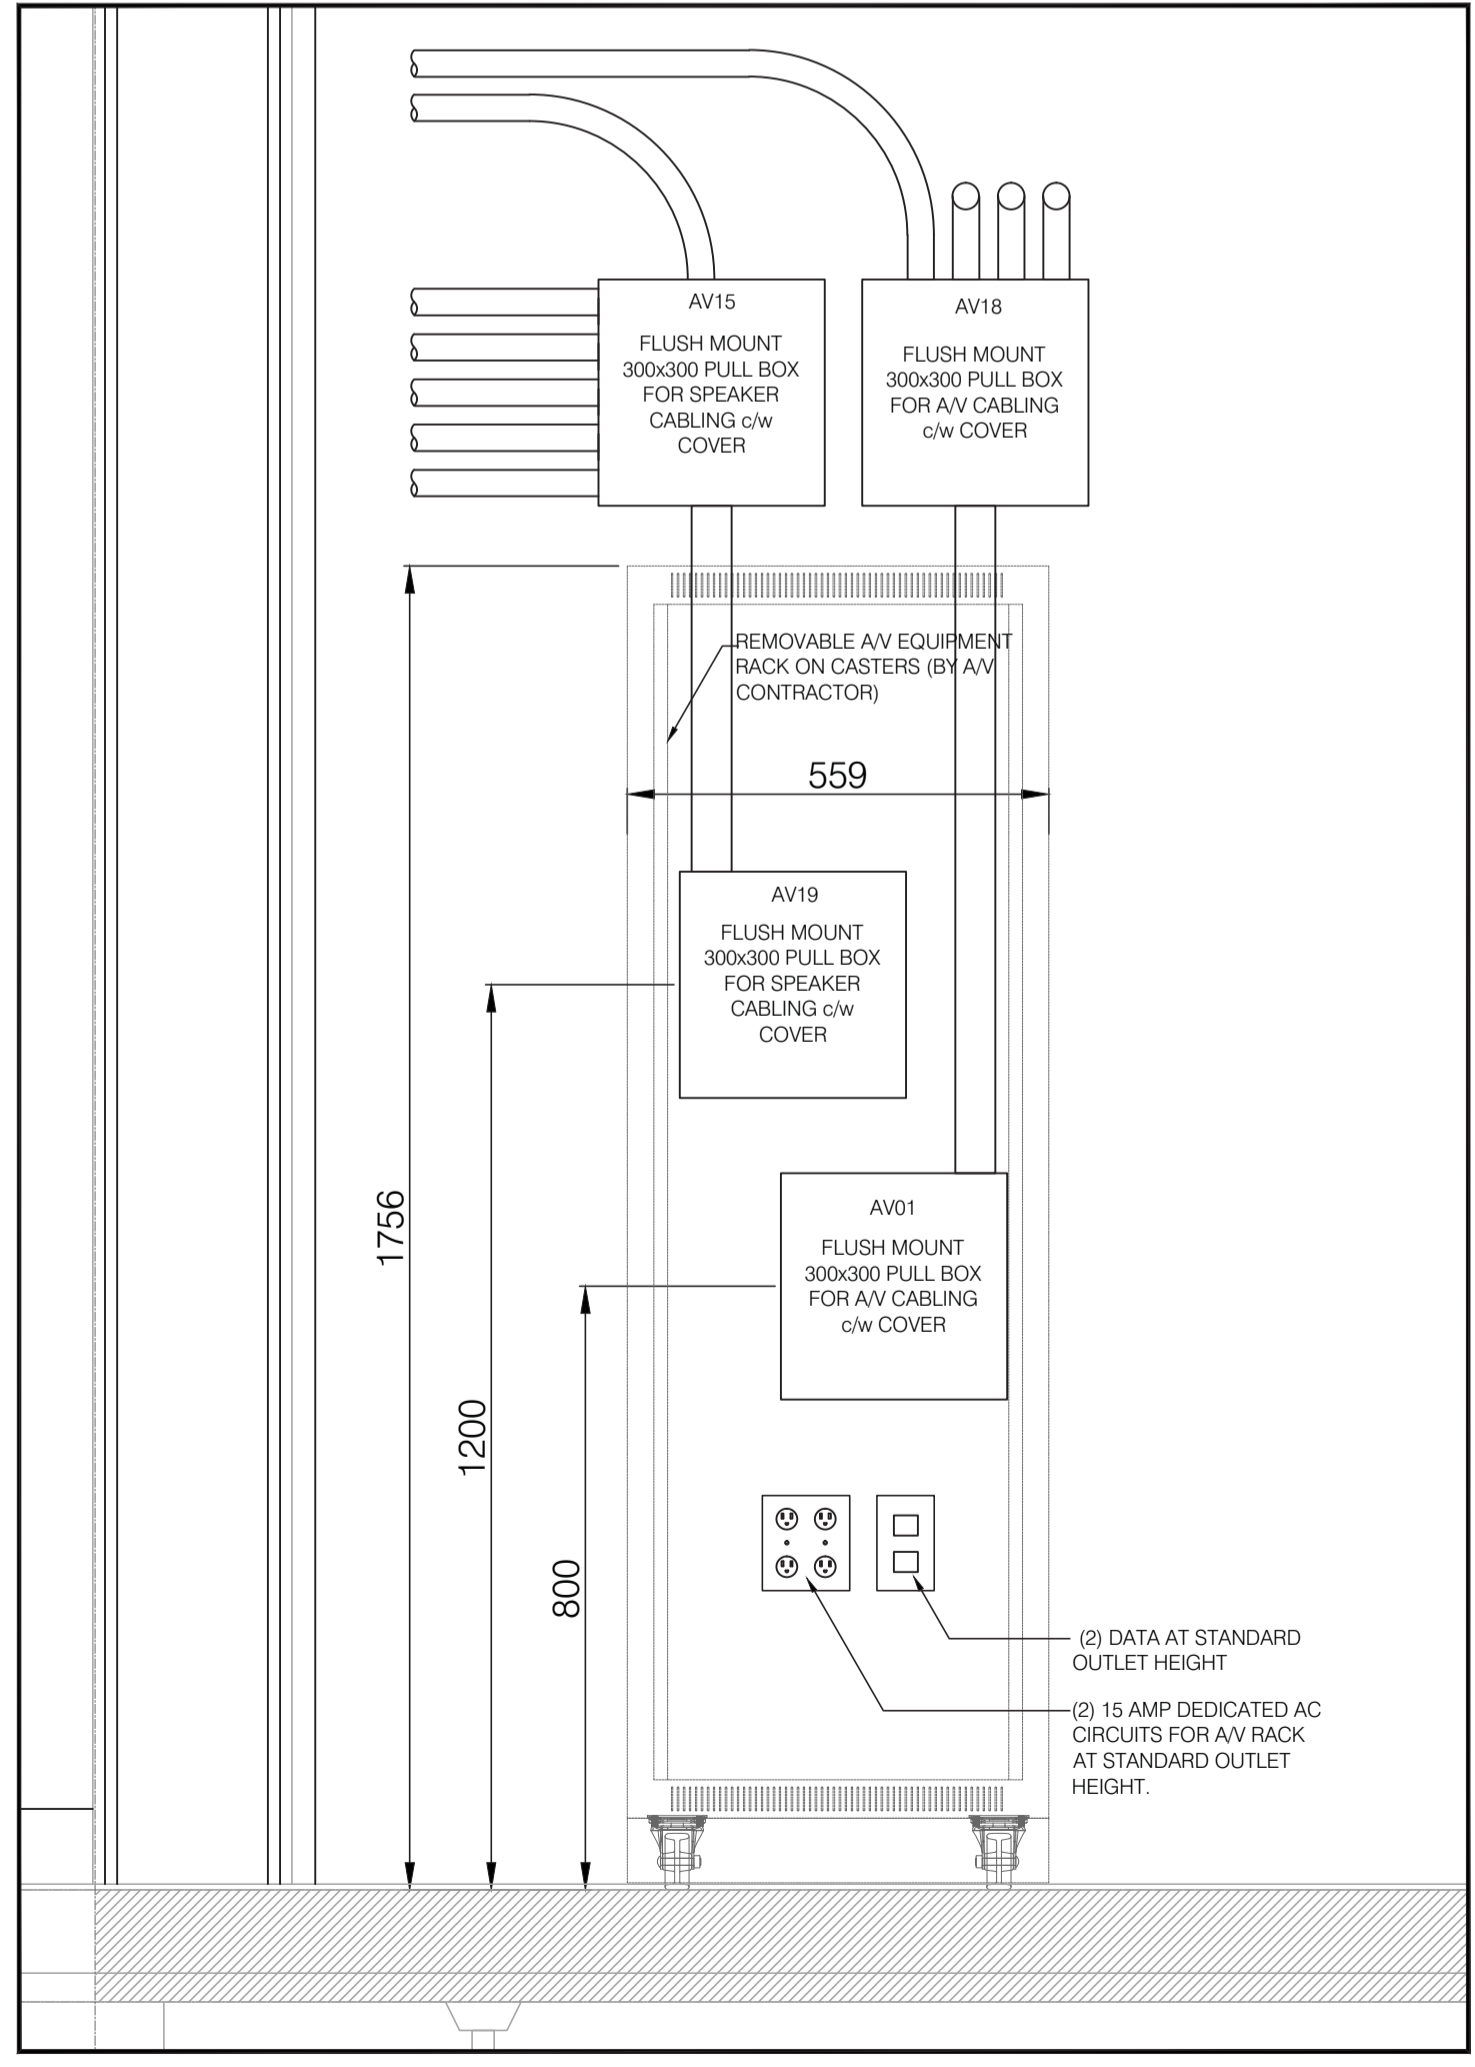 AV15
FLUSH MOUNT
300x300 PULL BOX
FOR SPEAKER
CABLING c/w
COVER
AV18
FLUSH MOUNT
300x300 PULL BOX
FOR A/V CABLING
c/w COVER
REMOVABLE A/V EQUIPMENT
RACK ON CASTERS (BY A/V
CONTRACTOR)
559
AV19
FLUSH MOUNT
300x300 PULL BOX
FOR SPEAKER
CABLING c/w
COVER
1756
1200
800
AV01
FLUSH MOUNT
300x300 PULL BOX
FOR A/V CABLING
c/w COVER
(2) DATA AT STANDARD
OUTLET HEIGHT
(2) 15 AMP DEDICATED AC
CIRCUITS FOR A/V RACK
AT STANDARD OUTLET
HEIGHT.